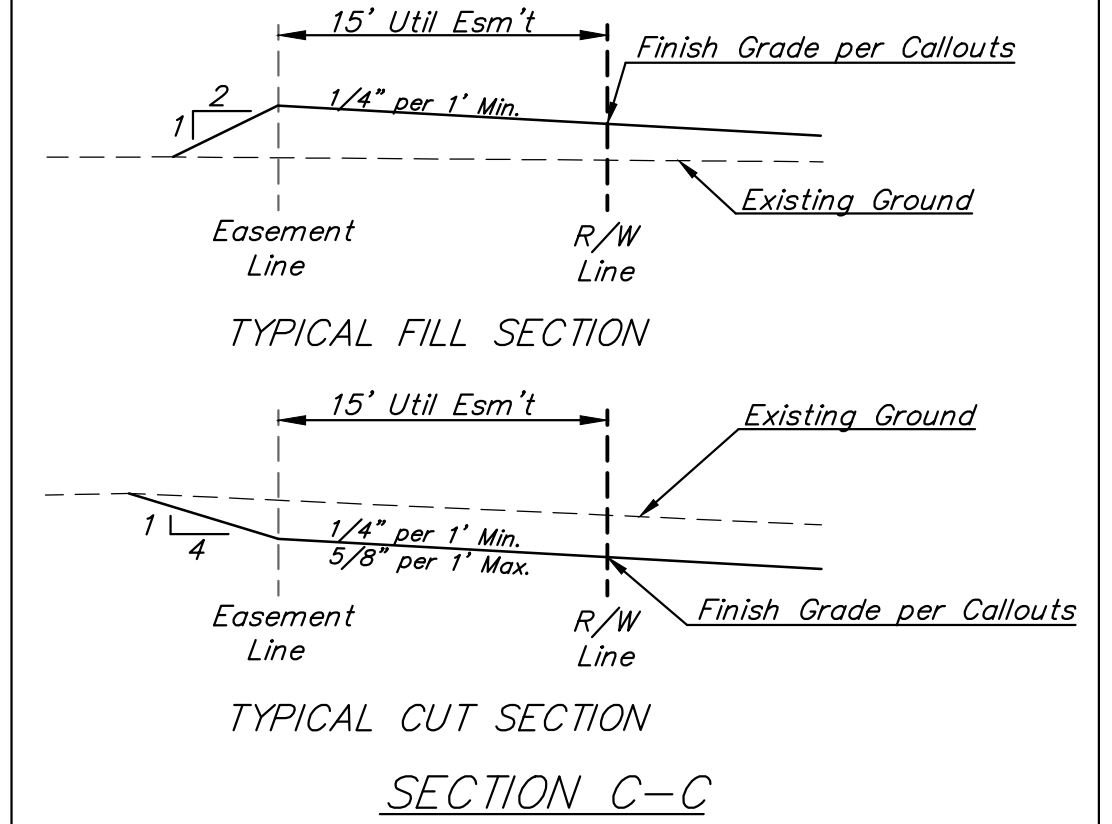 15' Util Esm't
Finish Grade per Callouts
2
1
1/4" per 1' Min.
Existing Ground
Easement
Line
R/W
Line
TYPICAL FILL SECTION
15' Util Esm't
Existing Ground
1
4
1/4" per 1' Min.
5/8" per 1' Max.
Finish Grade per Callouts
Easement
Line
R/W
Line
TYPICAL CUT SECTION
SECTION C-C